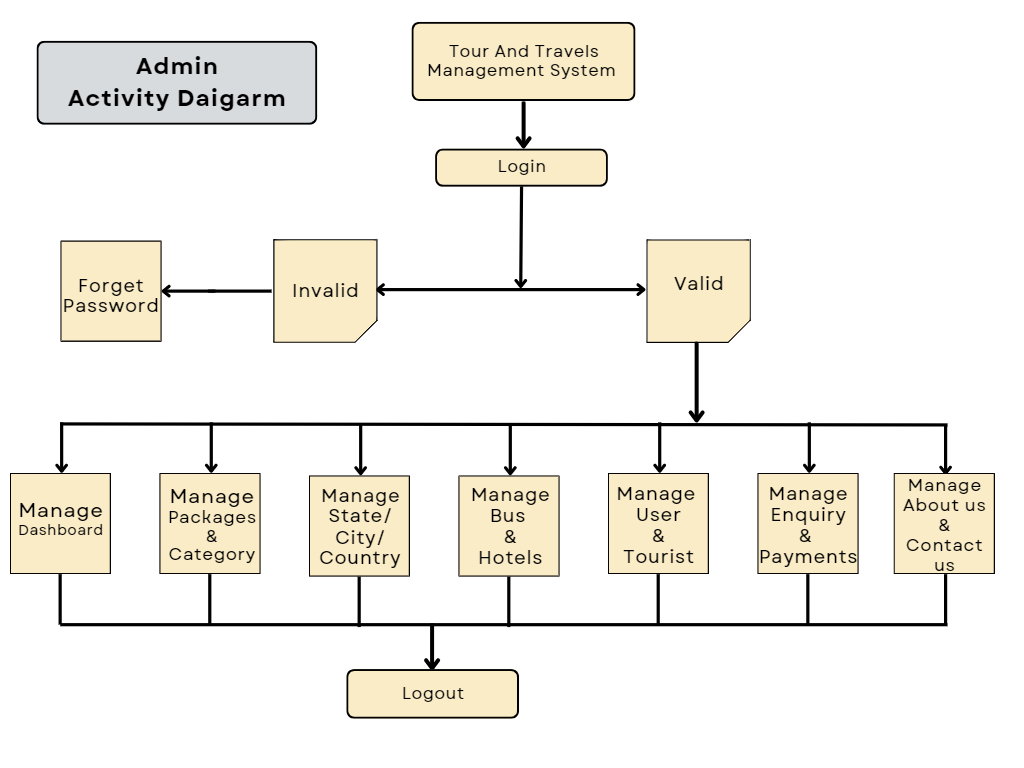 Admin
Activity Daigarm
Tour And Travels
Management System
Login
Forget
Password
Invalid
Valid
Manage
Dashboard
Manage
Packages
&
Category
Manage
State/
City/
Country
Manage
Bus
&
Hotels
Manage
User
&
Tourist
Manage
Enquiry
&
Payments
Manage
About us
&
Contact
us
Logout